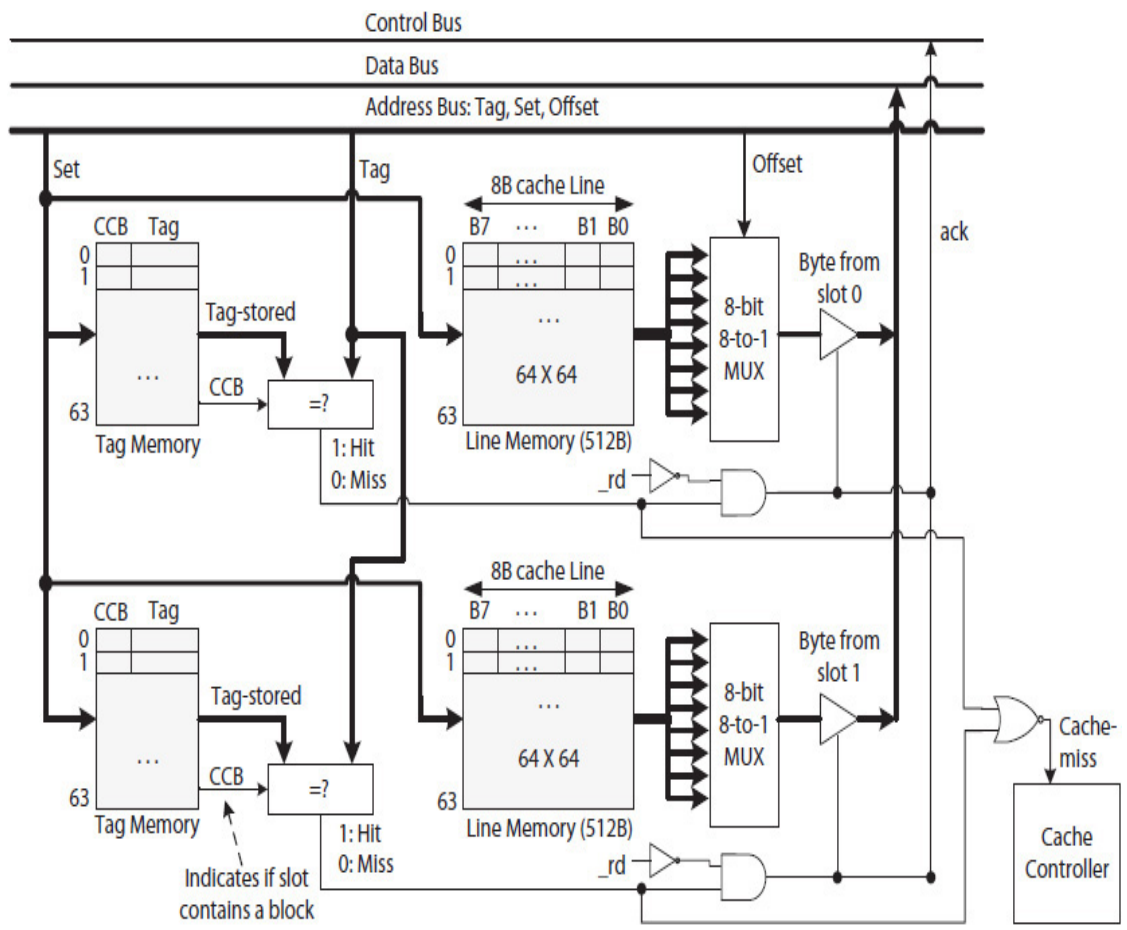 Control Bus
Data Bus
Address Bus: Tag, Set, Offset
Set
Tag
Offset
8B cache Line
CCB Tag
B7 ... B1 B0
ack
0
1
...
...
0
1
Byte from
slot 0
Tag-stored
...
8-bit
8-to-1
MUX
...
CCB
=?
64 X 64
63
63
Tag Memory
1: Hit
0: Miss
Line Memory (512B)
_rd
8B cache Line
CCB Tag
B7 ... B1 B0
0
1
...
...
0
1
Byte from
slot 1
Tag-stored
...
8-bit
8-to-1
MUX
...
CCB
=?
64 X 64
Cache-
miss
63
63
Tag Memory
1: Hit
0: Miss
Line Memory (512B)
_rd
Cache
Controller
Indicates if slot
contains a block